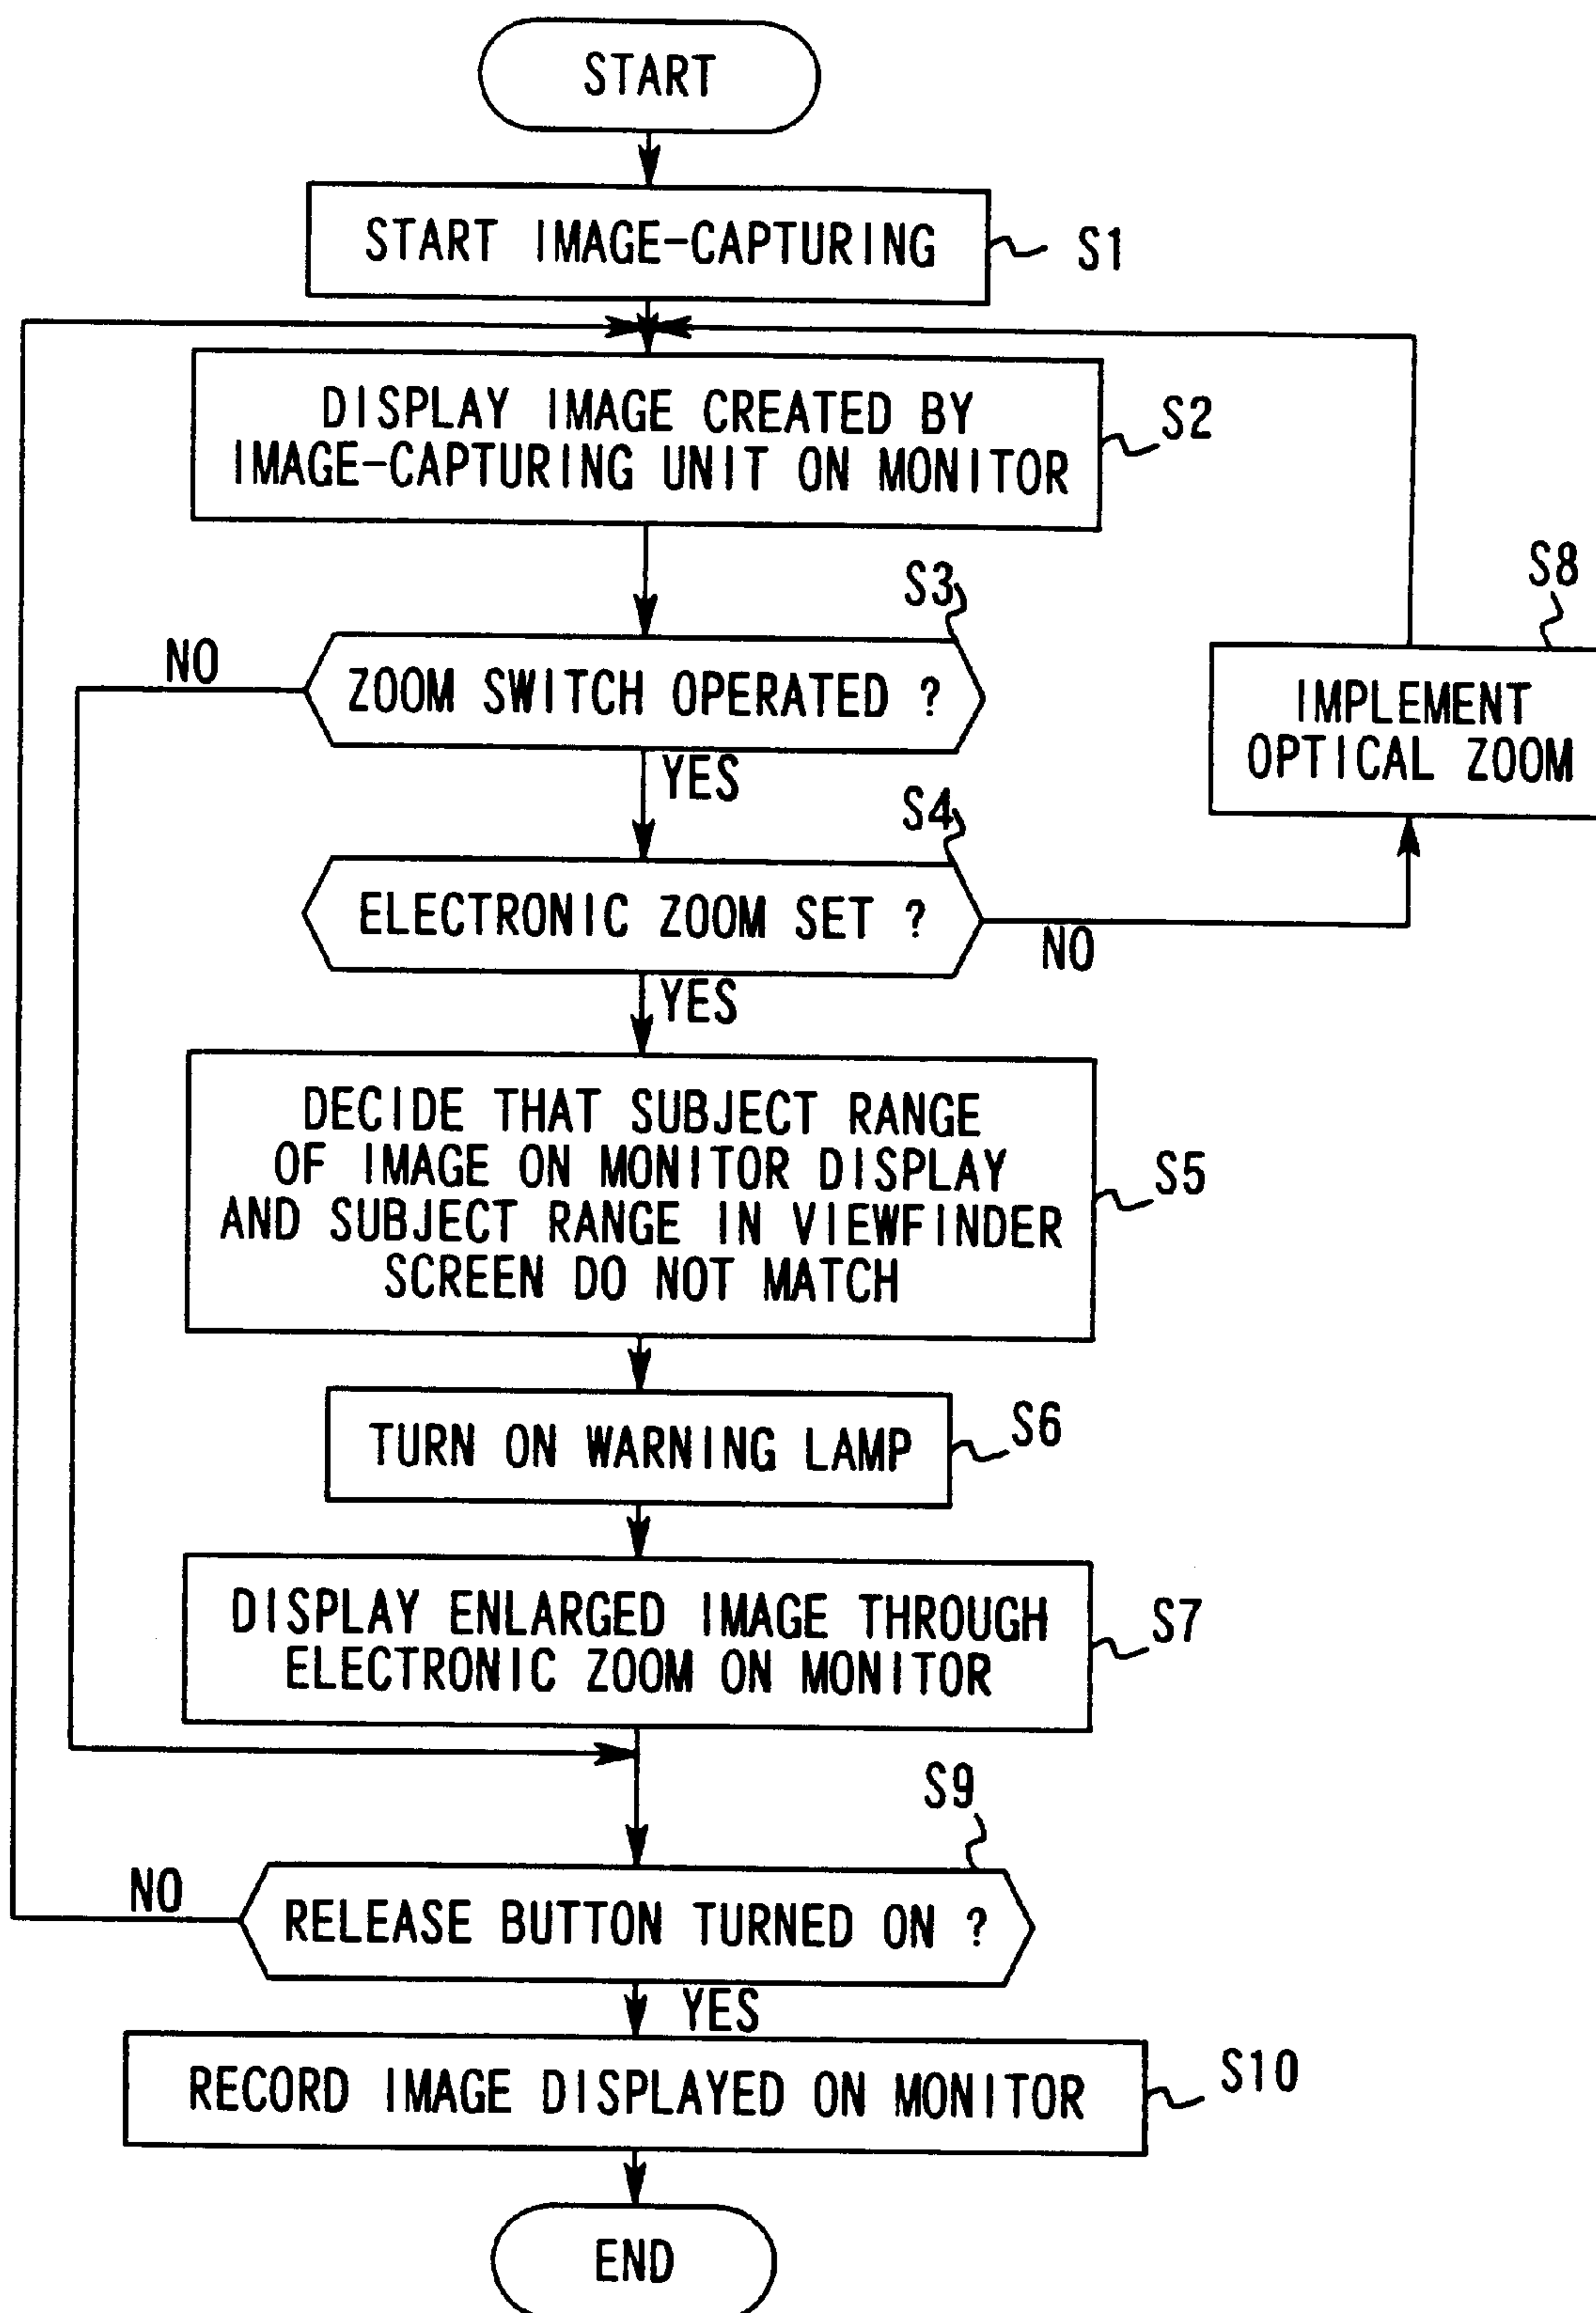 START
START IMAGE-CAPTURING
S1
DISPLAY IMAGE CREATED BY
IMAGE-CAPTURING UNIT ON MONITOR
S2
S3
NO
ZOOM SWITCH OPERATED ?
YES
S8
IMPLEMENT
OPTICAL ZOOM
S4
ELECTRONIC ZOOM SET ?
NO
YES
DECIDE THAT SUBJECT RANGE
OF IMAGE ON MONITOR DISPLAY
AND SUBJECT RANGE IN VIEWFINDER
SCREEN DO NOT MATCH
S5
TURN ON WARNING LAMP
S6
DISPLAY ENLARGED IMAGE THROUGH
ELECTRONIC ZOOM ON MONITOR
S7
S9
NO
RELEASE BUTTON TURNED ON ?
YES
RECORD IMAGE DISPLAYED ON MONITOR
S10
END